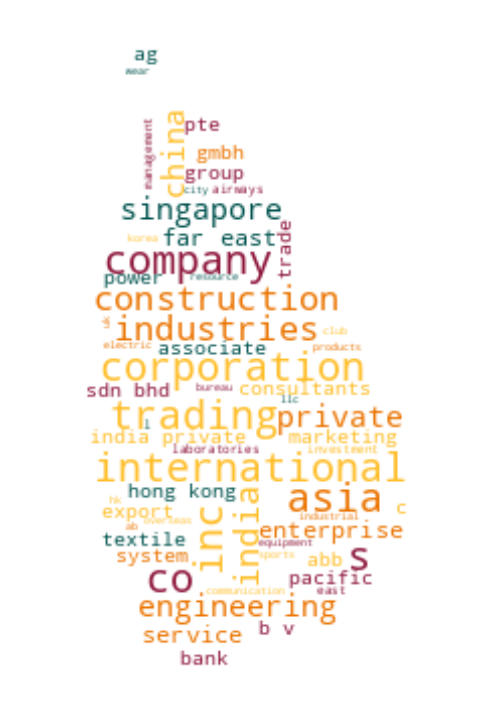 ag
wear
china
management
pte
gmbh
group
city airways
singapore
korea far east
trade
company
power resource
construction
uk
industries club
electric associate products
corporation
sdn bhd bureau consultants
llc
trading private
l
india private marketing
laboratories investment
international
hong kong asia
hk
export inc india industrial c
ab overseas enterprise
textile equipment s
system sports abb
co pacific
communication east
engineering
service b v
bank